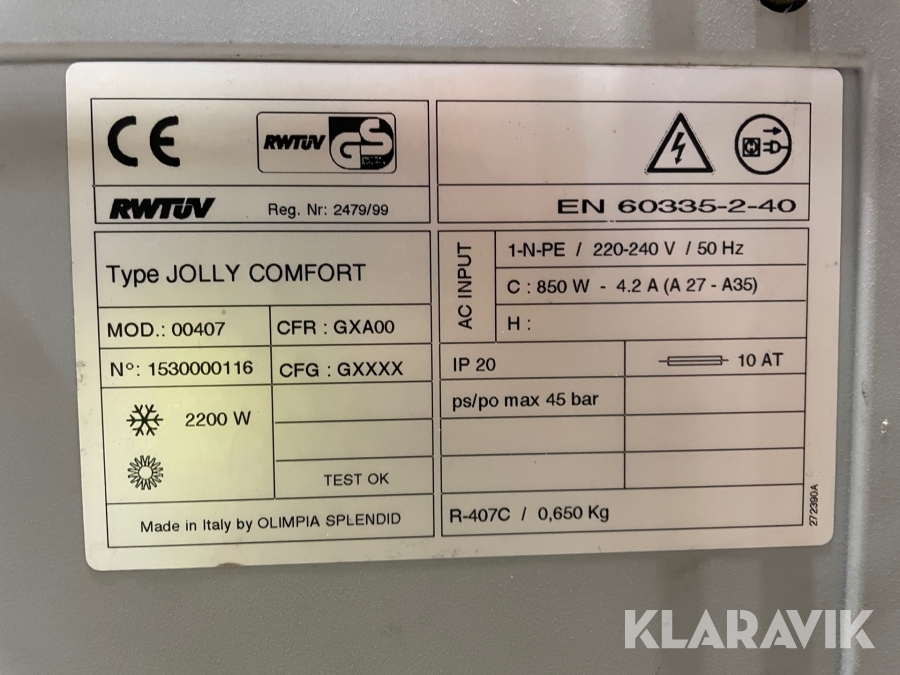 CE
RWTÜV GS
RWTÜV Reg. Nr: 2479/99
EN 60335-2-40
Type JOLLY COMFORT
MOD.: 00407 CFR : GXA00
Nº: 1530000116 CFG : GXXXX
2200 W
TEST OK
Made in Italy by OLIMPIA SPLENDID
AC INPUT
1-N-PE / 220-240 V / 50 Hz
C : 850 W - 4.2 A (A 27 - A35)
H :
IP 20 10 AT
ps/po max 45 bar
R-407C / 0,650 Kg
272390A
KLARAVIK